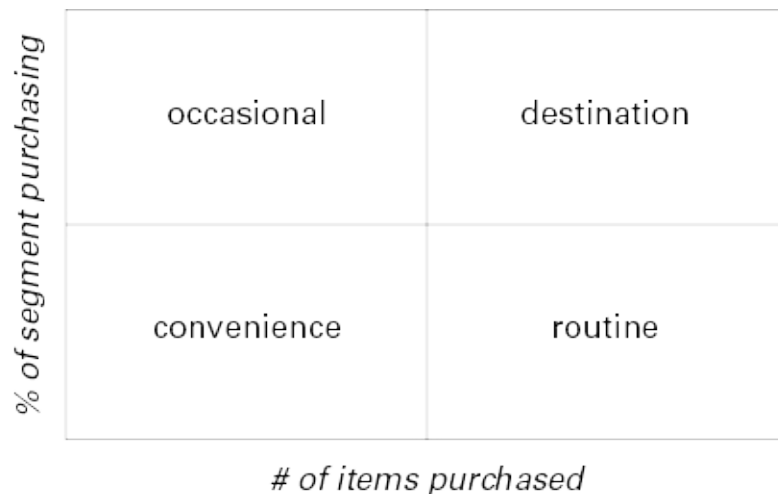 % of segment purchasing
occasional
destination
convenience
routine
# of items purchased